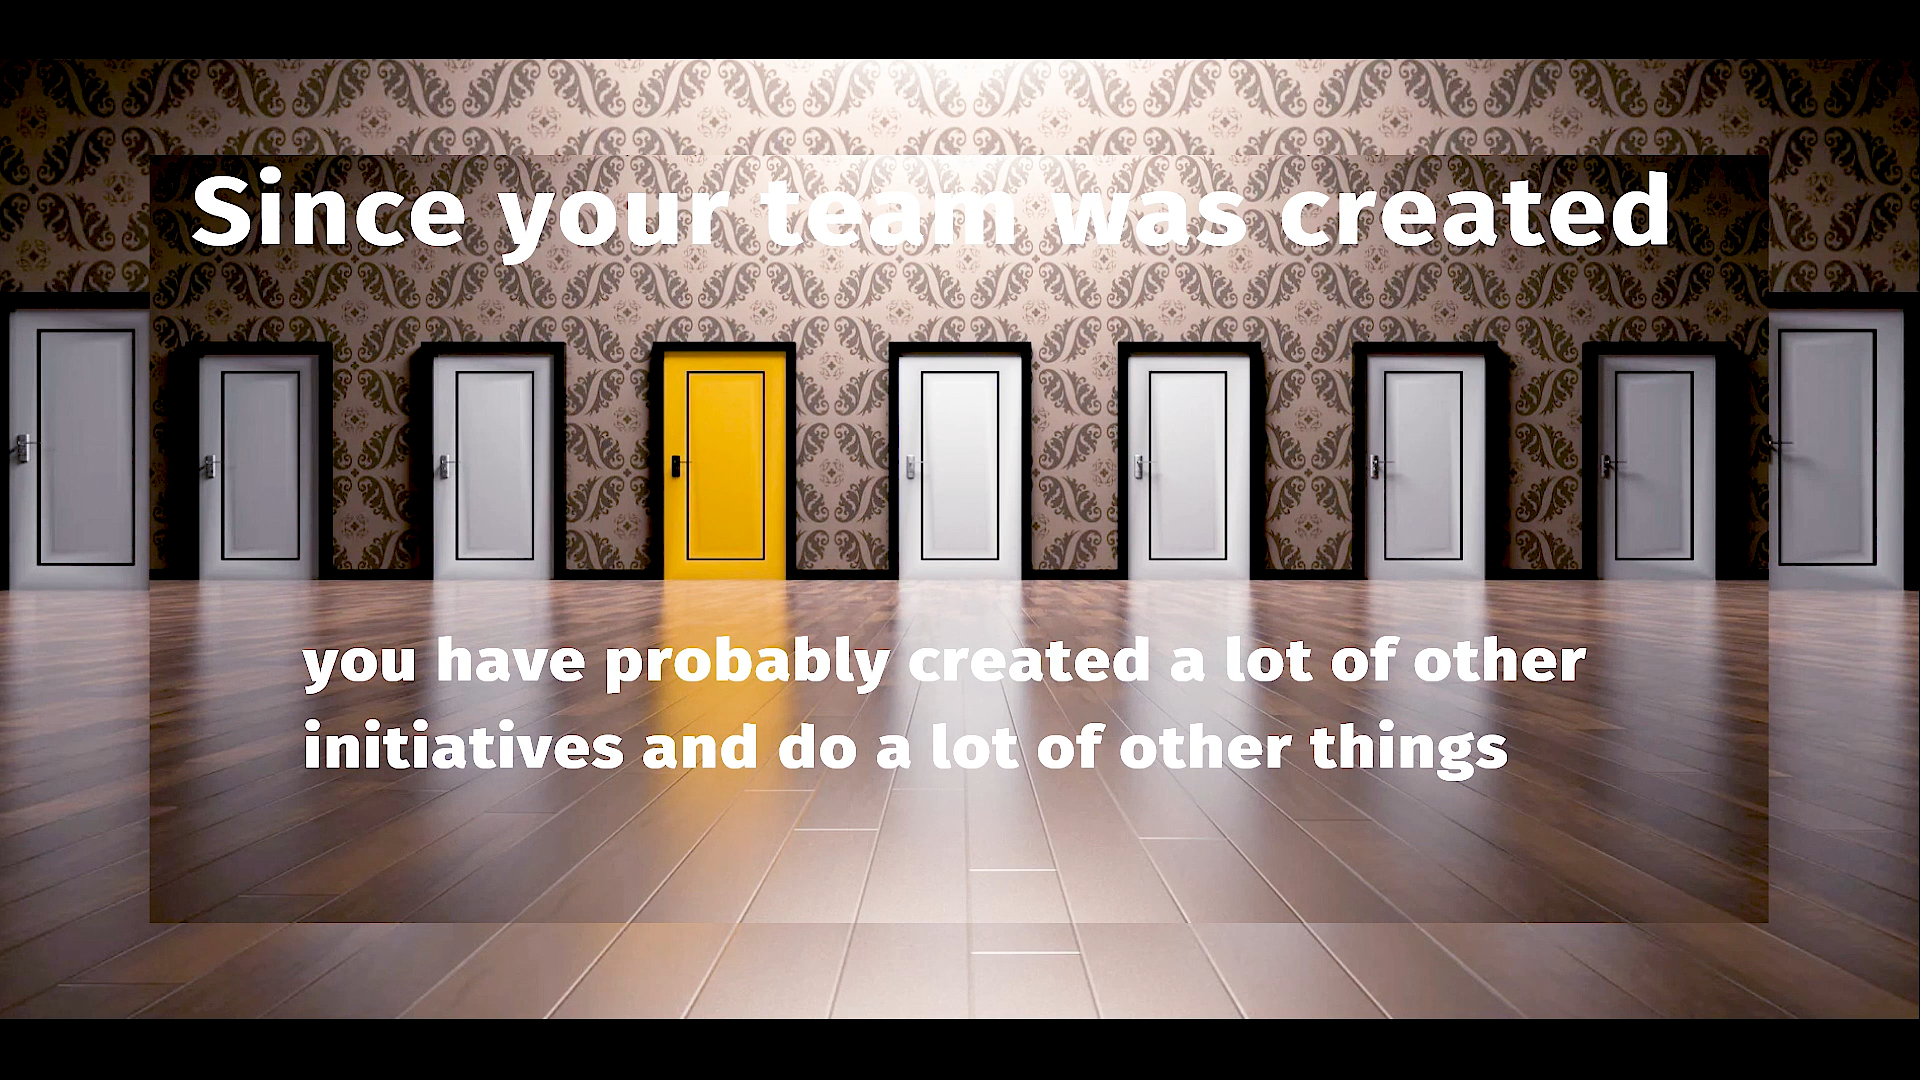 Since your team was created
you have probably created a lot of other
initiatives and do a lot of other things